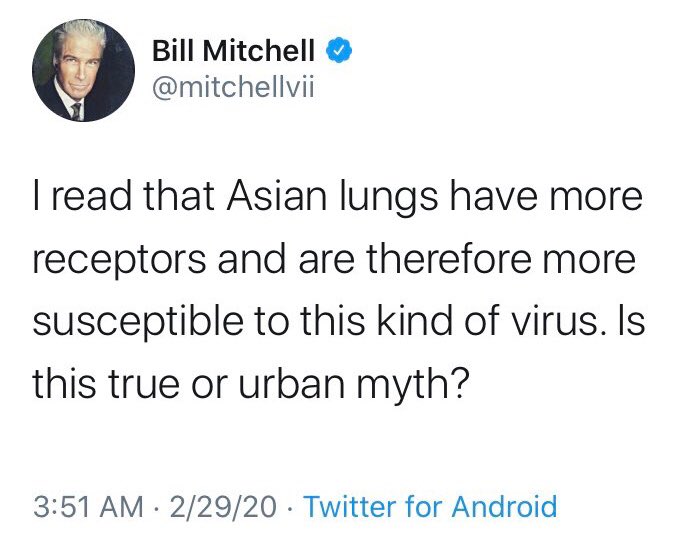 Bill Mitchell
@mitchellvii
I read that Asian lungs have more
receptors and are therefore more
susceptible to this kind of virus. Is
this true or urban myth?
3:51 AM · 2/29/20 · Twitter for Android